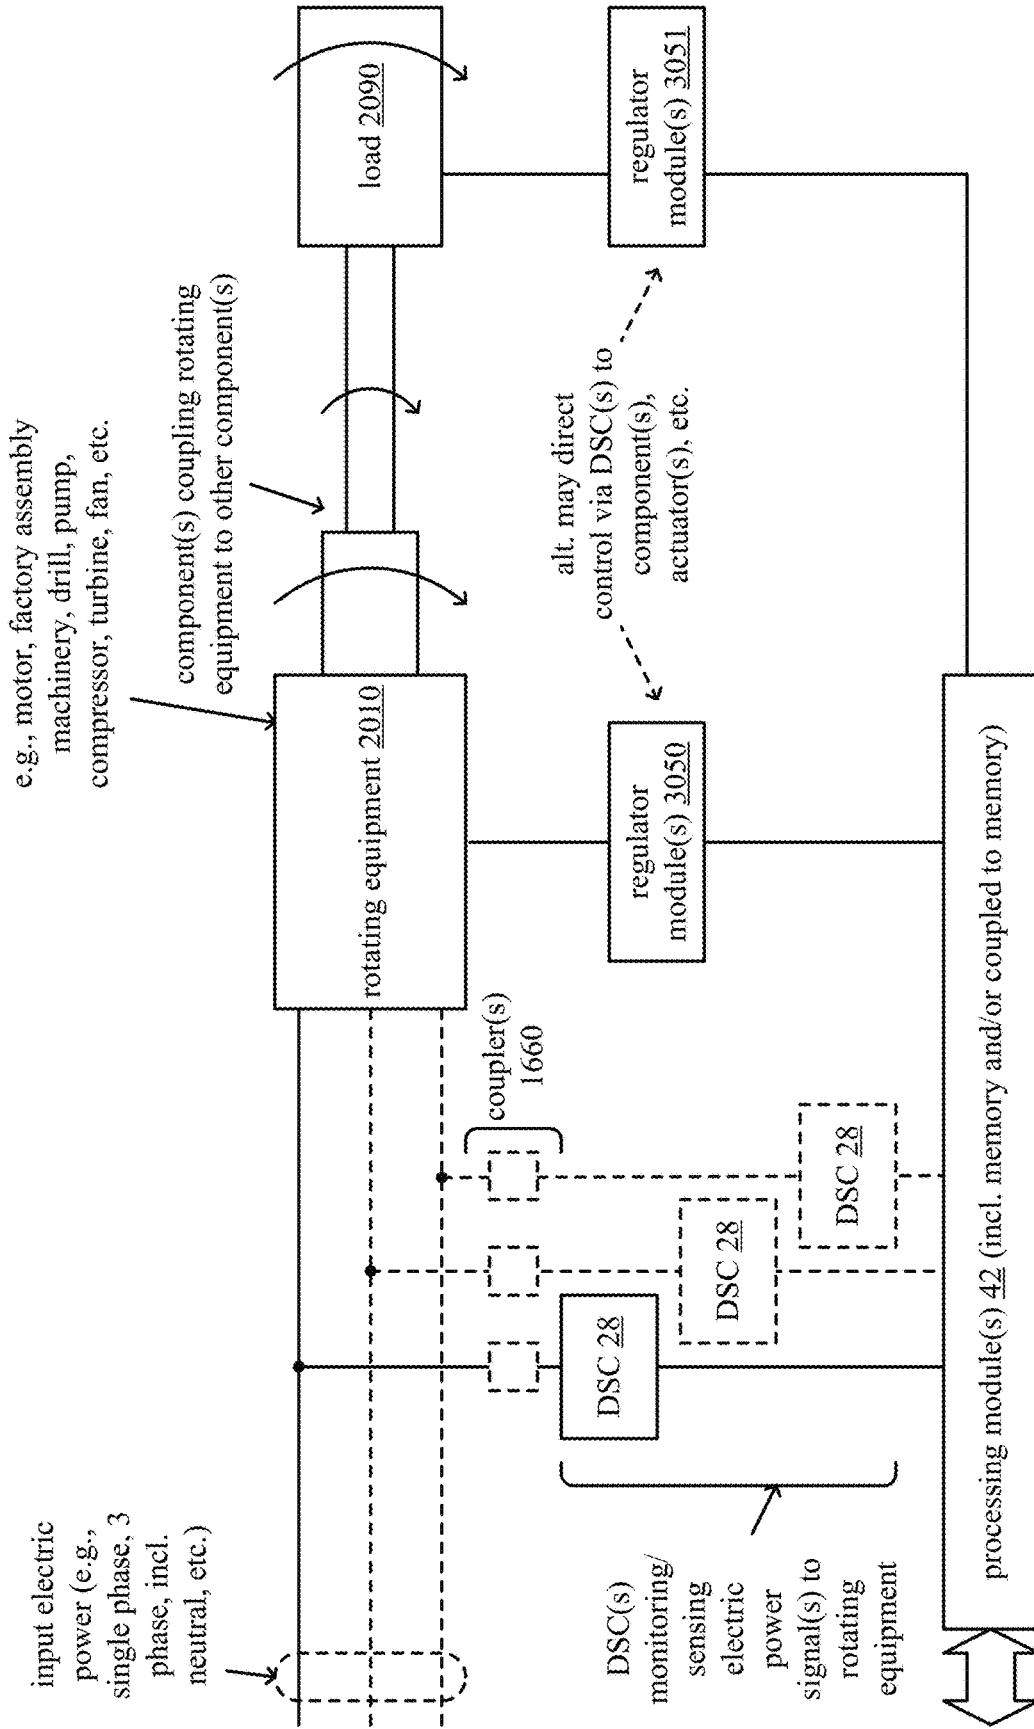 input electric
power (e.g.,
single phase, 3
phase, incl.
neutral, etc.)
e.g., motor, factory assembly
machinery, drill, pump,
compressor, turbine, fan, etc.
component(s) coupling rotating
equipment to other component(s)
rotating equipment 2010
load 2090
coupler(s)
1660
DSC 28
DSC 28
DSC 28
DSC(s)
monitoring/
sensing
electric
power
signal(s) to
rotating
equipment
regulator
module(s) 3050
alt. may direct
control via DSC(s) to
component(s),
actuator(s), etc.
regulator
module(s) 3051
processing module(s) 42 (incl. memory and/or coupled to memory)